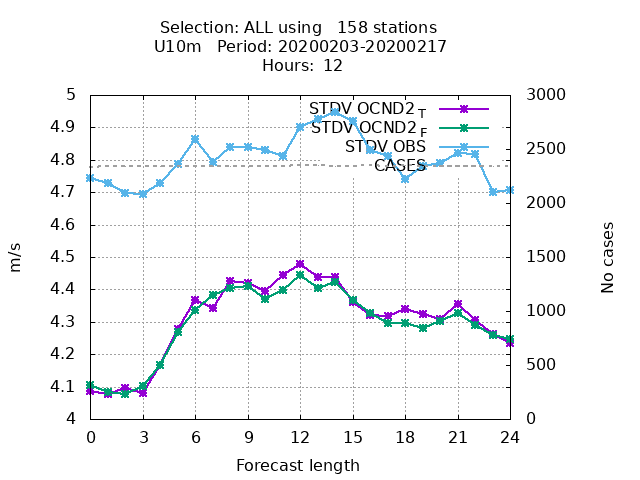 Selection: ALL using   158 stations
U10m   Period: 20200203-20200217
Hours:  12
5 3000
STDV OCND2 T
4.9
STDV OCND2 F
STDV OBS 2500
4.8 CASES
4.7 2000
4.6
4.5 1500
m/s No cases
4.4
4.3 1000
4.2 500
4.1
4 0
0 3 6 9 12 15 18 21 24
Forecast length